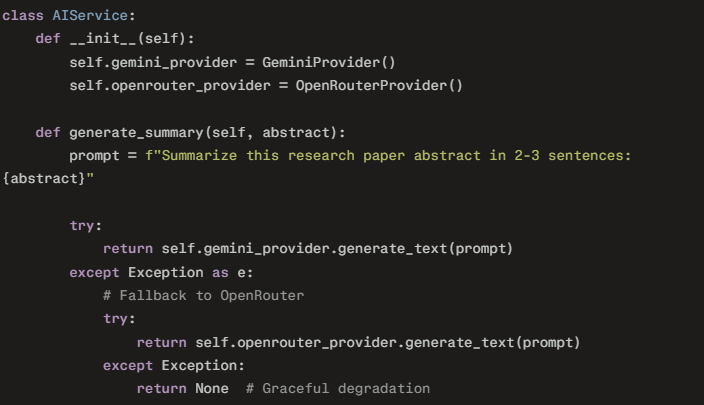 class AIService:
    def __init__(self):
        self.gemini_provider = GeminiProvider()
        self.openrouter_provider = OpenRouterProvider()

    def generate_summary(self, abstract):
        prompt = f"Summarize this research paper abstract in 2-3 sentences:
{abstract}"

        try:
            return self.gemini_provider.generate_text(prompt)
        except Exception as e:
            # Fallback to OpenRouter
            try:
                return self.openrouter_provider.generate_text(prompt)
            except Exception:
                return None  # Graceful degradation